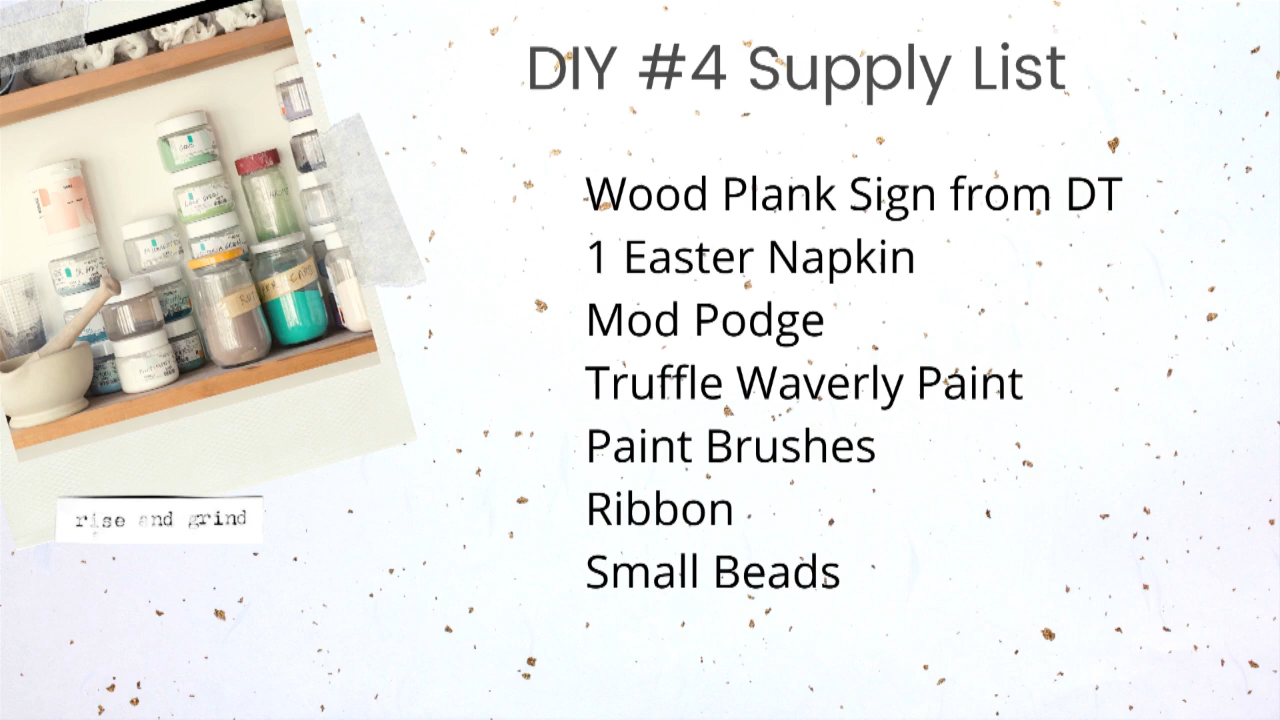 DIY #4 Supply List
Wood Plank Sign from DT
1 Easter Napkin
Mod Podge
Truffle Waverly Paint
Paint Brushes
Ribbon
Small Beads
rise and grind